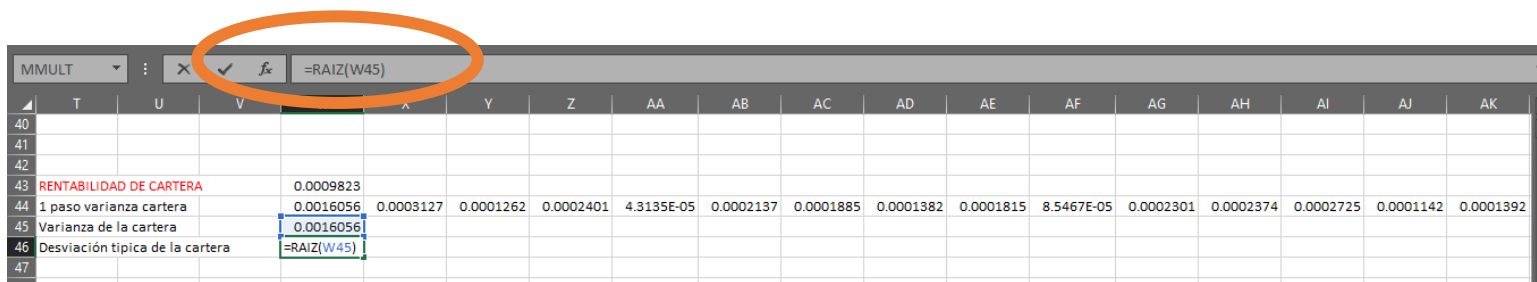 MMULT =RAIZ(W45)
T U V X Y Z AA AB AC AD AE AF AG AH AI AJ AK
40
41
42
43 RENTABILIDAD DE CARTERA 0.0009823
44 1 paso varianza cartera 0.0016056 0.0003127 0.0001262 0.0002401 4.3135E-05 0.0002137 0.0001885 0.0001382 0.0001815 8.5467E-05 0.0002301 0.0002374 0.0002725 0.0001142 0.0001392
45 Varianza de la cartera 0.0016056
46 Desviación tipica de la cartera =RAIZ(W45)
47